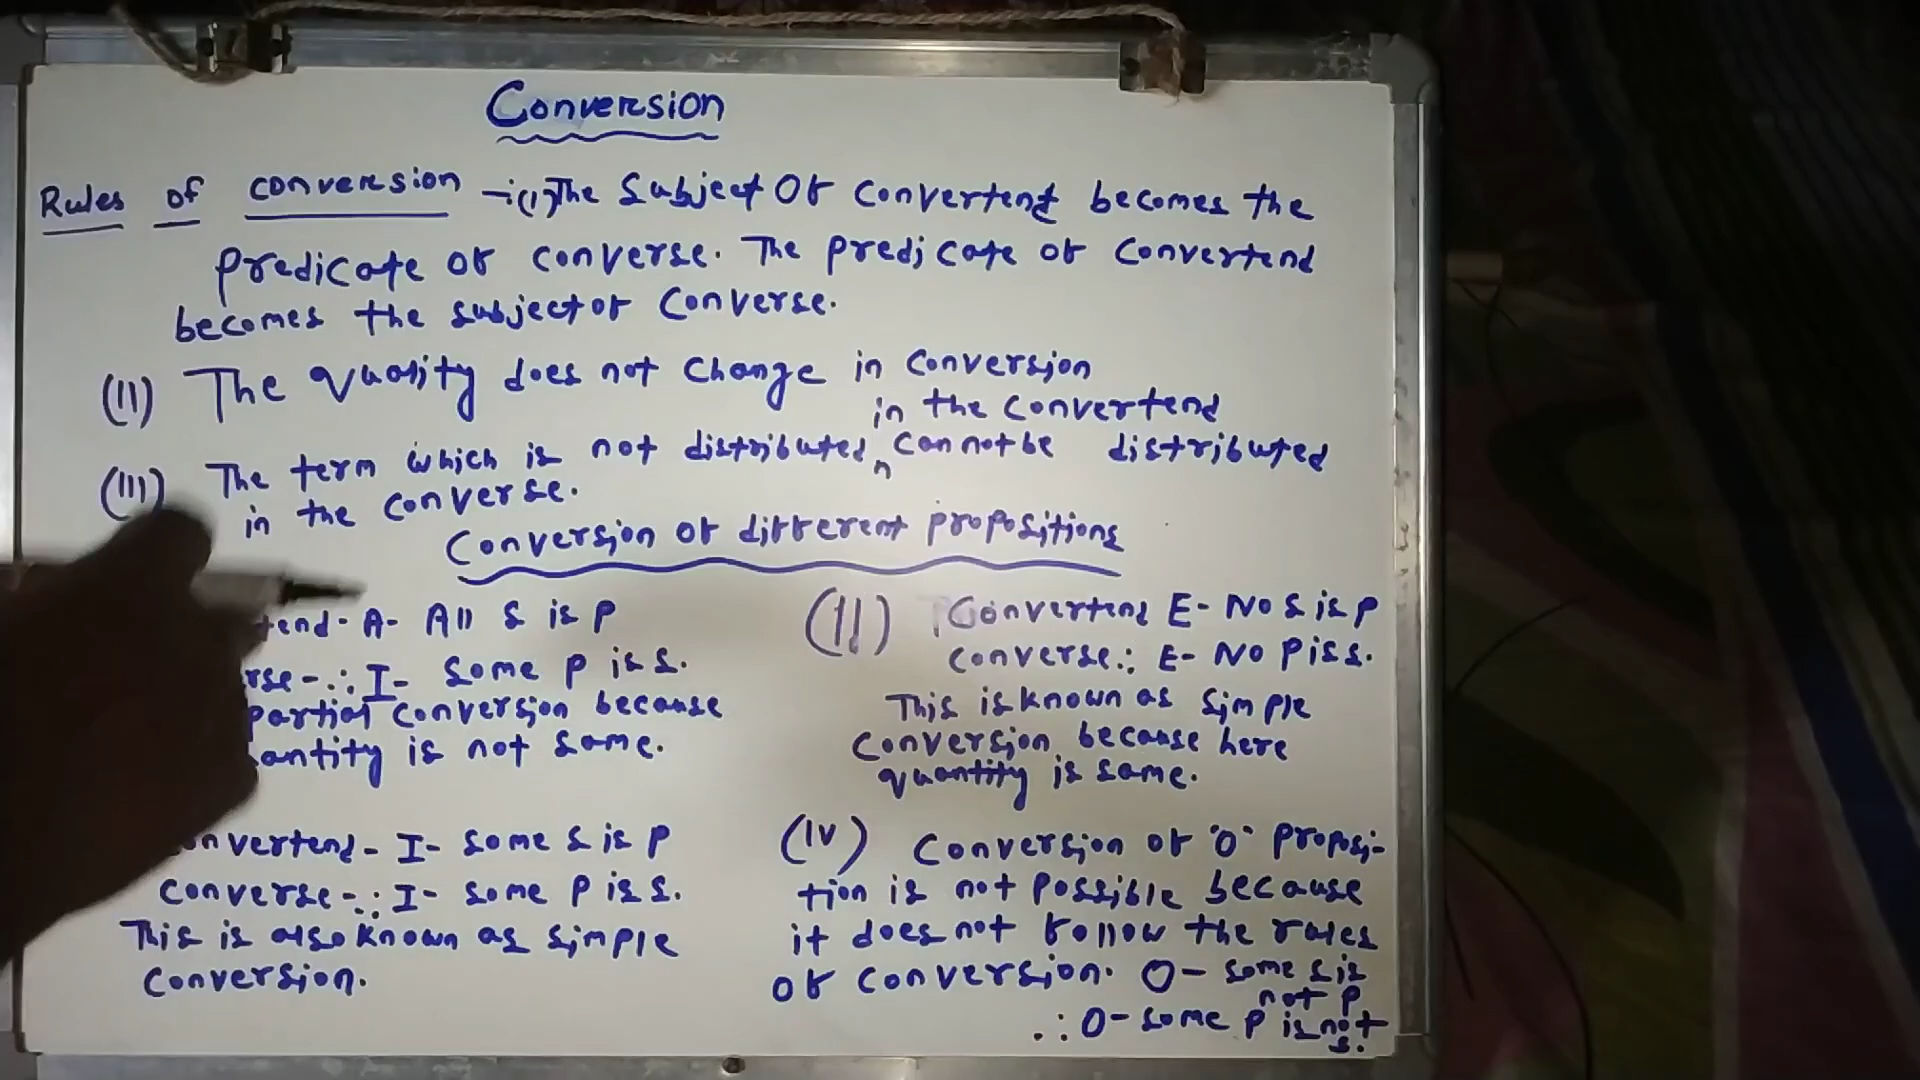 Conversion
Rules of conversion - (i) The Subject Of Convertend becomes the
predicate of converse. The predicate of Convertend
becomes the subject of Converse.
(II) The quality does not change in Conversion
in the Convertend
(III) The term which is not distributed ^ Can not be distributed
in the converse.
Conversion of different propositions
tend - A - All S is P
rse - ∴ I - Some P is S.
partial conversion because
antity is not same.
(II) Convertend E - No S is P
Converse ∴ E - No P is S.
This is known as Simple
Conversion because here
quantity is same.
nvertend - I - Some S is P
Converse - ∴ I - Some P is S.
This is also known as Simple
Conversion.
(IV) Conversion of "O" proposi-
tion is not possible because
it does not follow the rules
of conversion. O - Some S is
not P
∴ O - Some P is not
S.